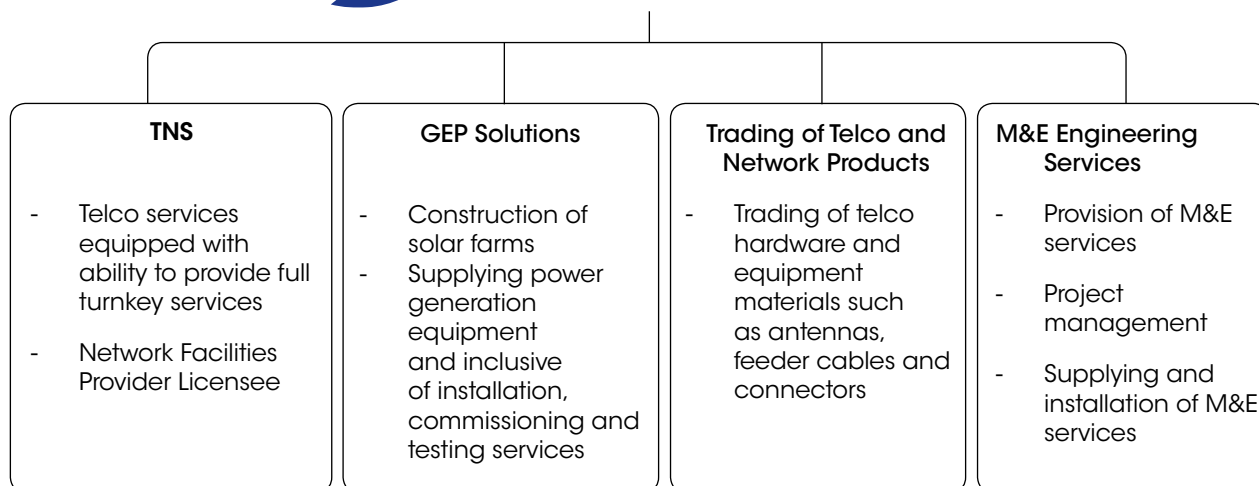 TNS
- Telco services
equipped with
ability to provide full
turnkey services
- Network Facilities
Provider Licensee
GEP Solutions
- Construction of
solar farms
- Supplying power
generation
equipment
and inclusive
of installation,
commissioning and
testing services
Trading of Telco and
Network Products
- Trading of telco
hardware and
equipment
materials such
as antennas,
feeder cables and
connectors
M&E Engineering
Services
- Provision of M&E
services
- Project
management
- Supplying and
installation of M&E
services